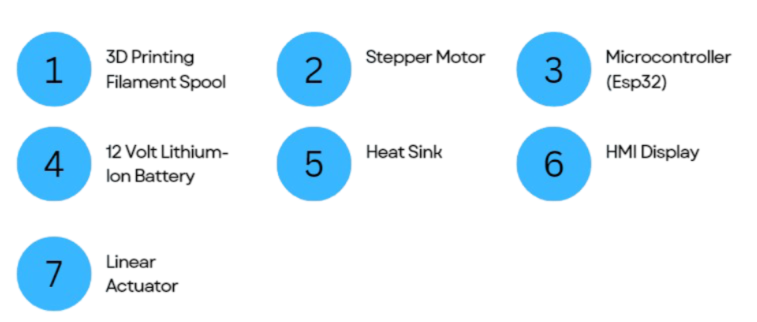 1
3D Printing
Filament Spool
2
Stepper Motor
3
Microcontroller
(Esp32)
4
12 Volt Lithium-
Ion Battery
5
Heat Sink
6
HMI Display
7
Linear
Actuator